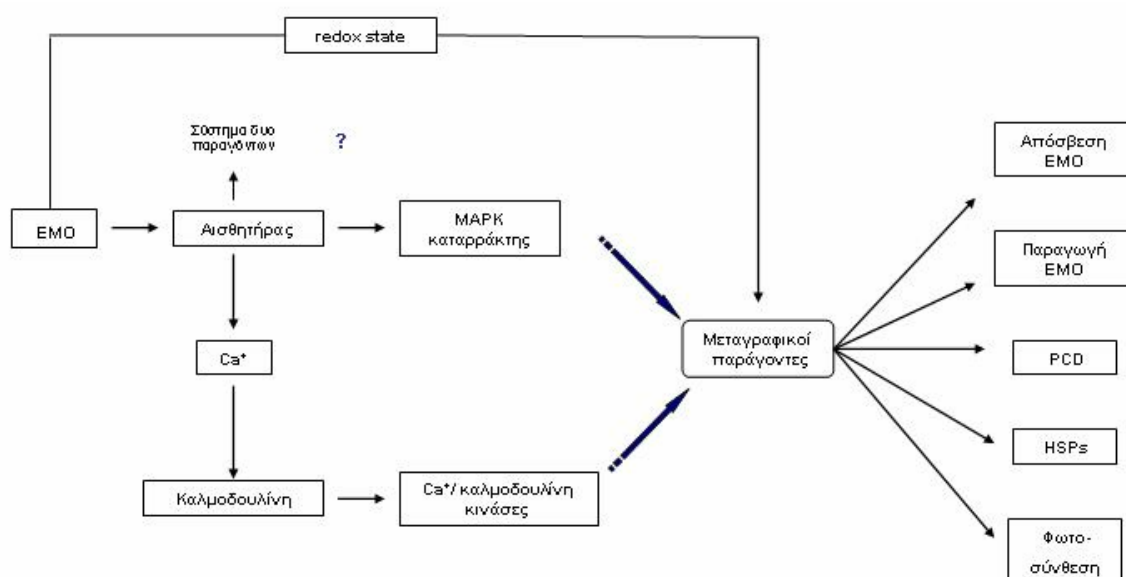 redox state
Σύστημα δυο
παραγόντων
?
Απόσβεση
ΕΜΟ
ΕΜΟ
Αισθητήρας
MAPK
καταρράκτης
Παραγωγή
ΕΜΟ
Μεταγραφικοί
παράγοντες
Ca⁺
PCD
HSPs
Καλμοδουλίνη
Ca⁺/ καλμοδουλίνη
κινάσες
Φωτο-
σύνθεση